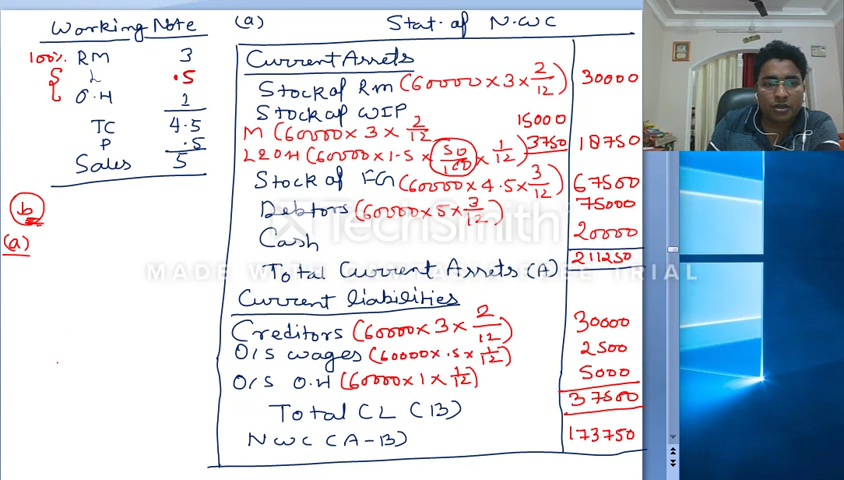 Working Note
100% RM 3
L .5
O.H 1
TC 4.5
P .5
Sales 5
b
(a)
(a) Stat. of N.WC
Current Assets
Stock of Rm (60000 x 3 x 2/12) 30000
Stock of WIP
M (60000 x 3 x 2/12 15000
L&OH (60000 x 1.5 x 50/100 x 1/12) 3750 18750
Stock of FG (60000 x 4.5 x 3/12) 67500
Debtors (60000 x 5 x 3/12) 75000
Cash 20000
Total Current Assets (A) 211250
Current liabilities
Creditors (60000 x 3 x 2/12) 30000
O/S wages (60000 x .5 x 1/12) 2500
O/S O.H (60000 x 1 x 1/12) 5000
Total CL (B) 37500
NWC (A-B) 173750
TechSmith
MADE WITH CAMTASIA FREE TRIAL